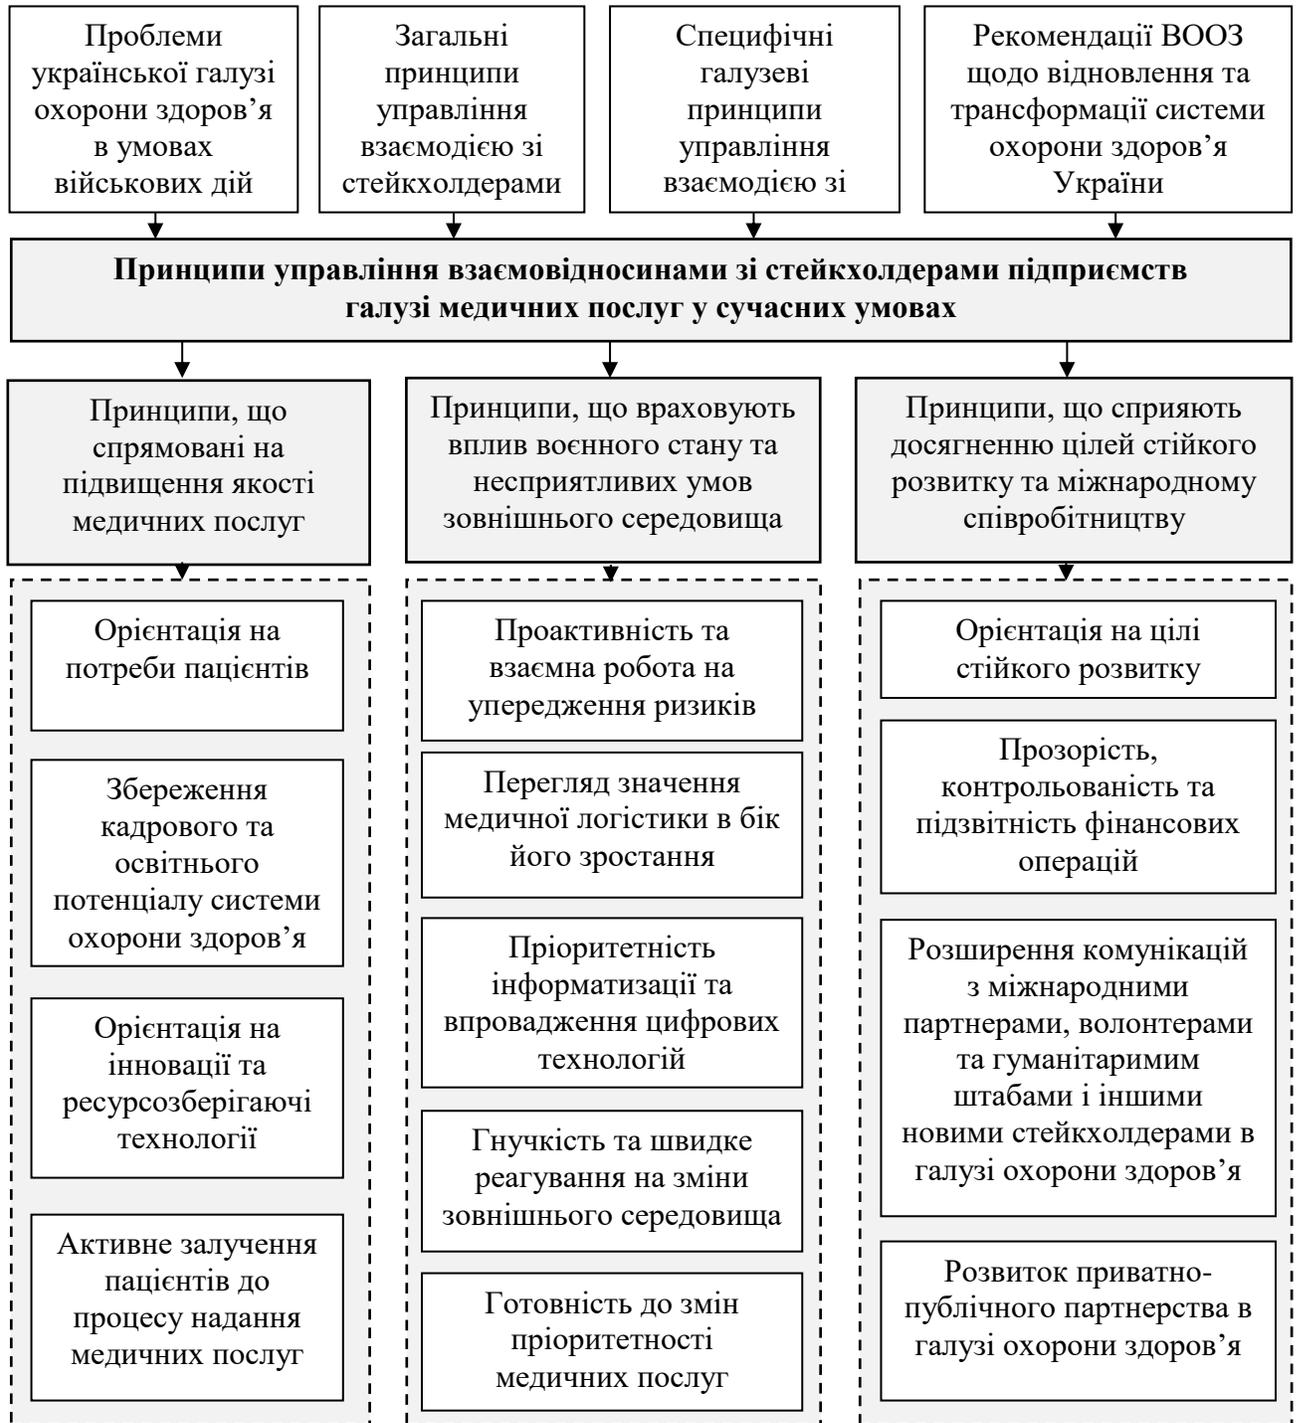 Проблеми
української галузі
охорони здоров’я
в умовах
військових дій
Загальні
принципи
управління
взаємодією зі
стейкхолдерами
Специфічні
галузеві
принципи
управління
взаємодією зі
Рекомендації ВООЗ
щодо відновлення та
трансформації системи
охорони здоров’я
України
Принципи управління взаємовідносинами зі стейкхолдерами підприємств
галузі медичних послуг у сучасних умовах
Принципи, що
спрямовані на
підвищення якості
медичних послуг
Принципи, що враховують
вплив воєнного стану та
несприятливих умов
зовнішнього середовища
Принципи, що сприяють
досягненню цілей стійкого
розвитку та міжнародному
співробітництву
Орієнтація на
потреби пацієнтів
Збереження
кадрового та
освітнього
потенціалу системи
охорони здоров’я
Орієнтація на
інновації та
ресурсозберігаючі
технології
Активне залучення
пацієнтів до
процесу надання
медичних послуг
Проактивність та
взаємна робота на
упередження ризиків
Перегляд значення
медичної логістики в бік
його зростання
Пріоритетність
інформатизації та
впровадження цифрових
технологій
Гнучкість та швидке
реагування на зміни
зовнішнього середовища
Готовність до змін
пріоритетності
медичних послуг
Орієнтація на цілі
стійкого розвитку
Прозорість,
контрольованість та
підзвітність фінансових
операцій
Розширення комунікацій
з міжнародними
партнерами, волонтерами
та гуманітаримим
штабами і іншими
новими стейкхолдерами в
галузі охорони здоров’я
Розвиток приватно-
публічного партнерства в
галузі охорони здоров’я